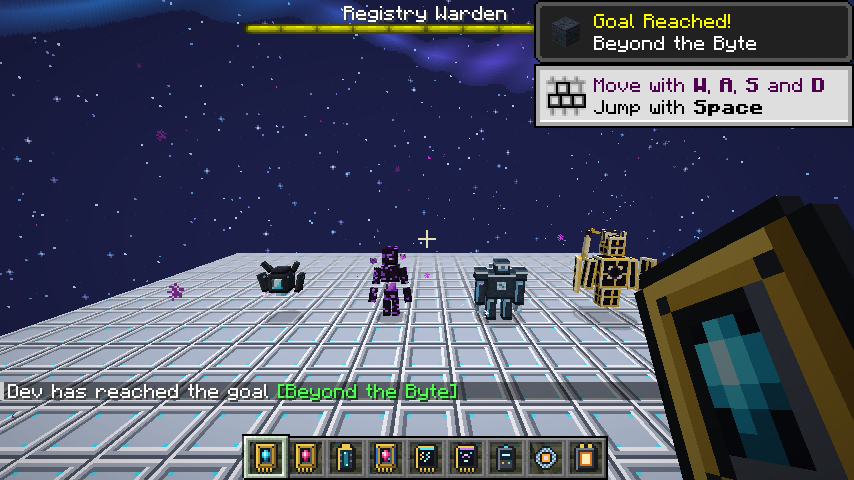 Registry Warden
Goal Reached!
Beyond the Byte
Move with W, A, S and D
Jump with Space
Dev has reached the goal [Beyond the Byte]